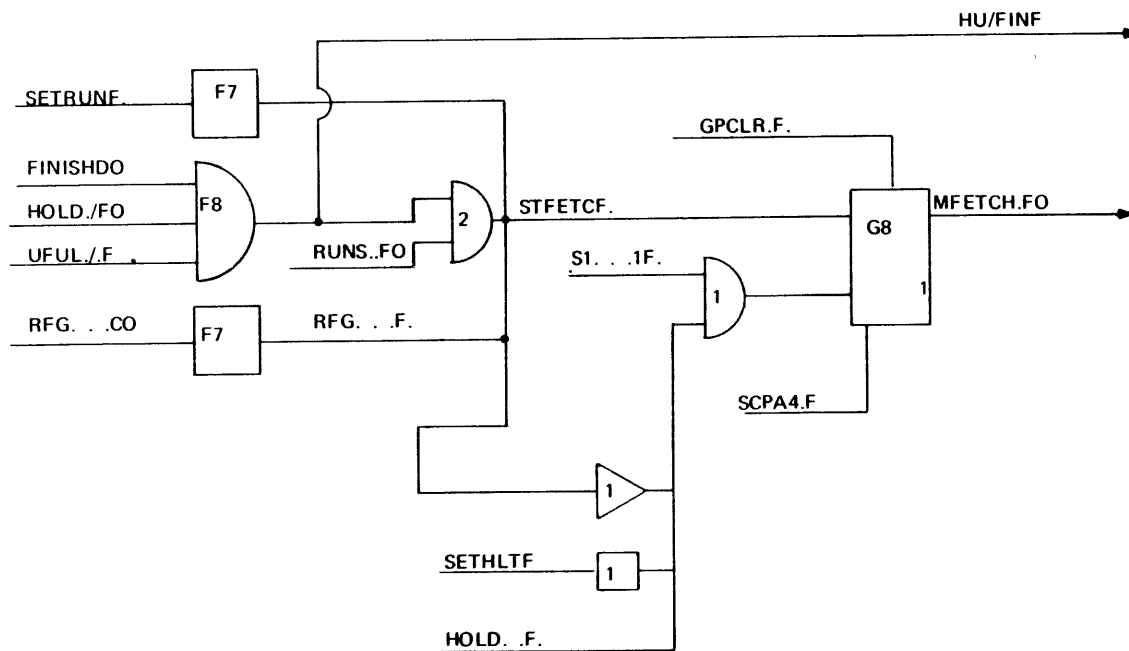 HU/FINF
F7
SETRUNF.
GPCLR.F.
FINISHDO
F8
HOLD./FO
2
STFETCF.
G8
MFETCH.FO
UFUL./.F .
RUNS..FO
S1. . .1F.
1
1
RFG. . .CO
F7
RFG. . .F.
SCPA4.F
1
SETHLTF
1
HOLD. .F.